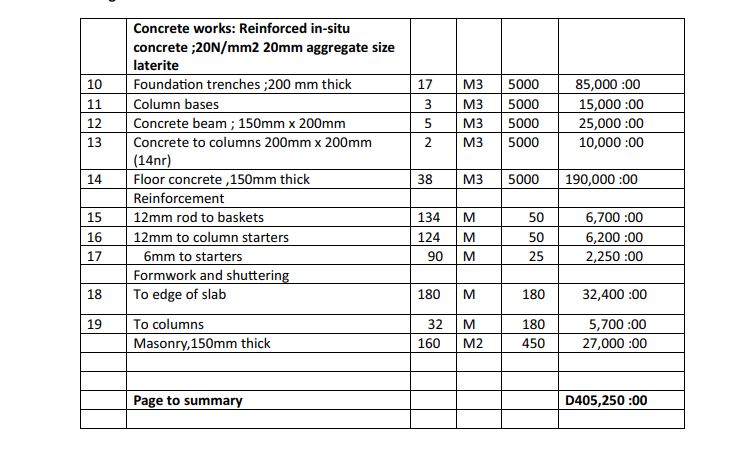 Concrete works: Reinforced in-situ
concrete ;20N/mm2 20mm aggregate size
laterite
10 Foundation trenches ;200 mm thick 17 M3 5000 85,000 :00
11 Column bases 3 M3 5000 15,000 :00
12 Concrete beam ; 150mm x 200mm 5 M3 5000 25,000 :00
13 Concrete to columns 200mm x 200mm 2 M3 5000 10,000 :00
(14nr)
14 Floor concrete ,150mm thick 38 M3 5000 190,000 :00
Reinforcement
15 12mm rod to baskets 134 M 50 6,700 :00
16 12mm to column starters 124 M 50 6,200 :00
17 6mm to starters 90 M 25 2,250 :00
Formwork and shuttering
18 To edge of slab 180 M 180 32,400 :00
19 To columns 32 M 180 5,700 :00
Masonry,150mm thick 160 M2 450 27,000 :00
Page to summary D405,250 :00